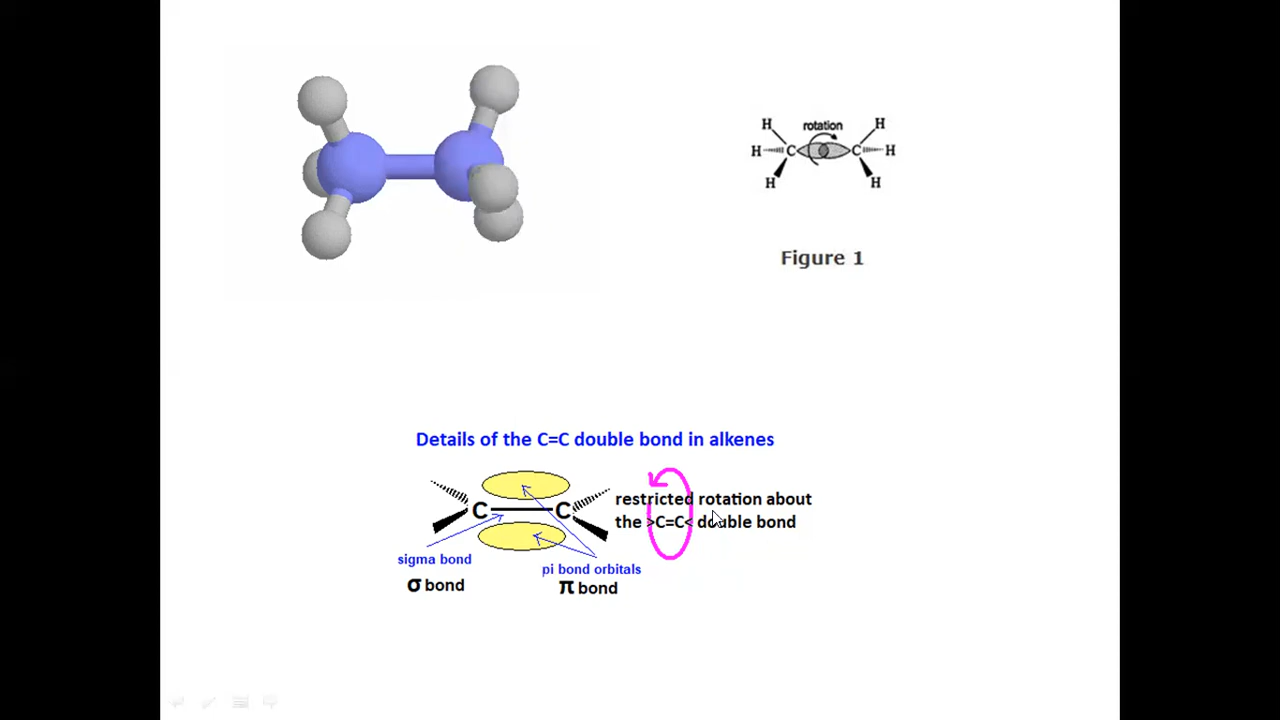 rotation
H H
H C C H
H H
Figure 1
Details of the C=C double bond in alkenes
C C
restricted rotation about
the >C=C< double bond
sigma bond
σ bond
pi bond orbitals
π bond